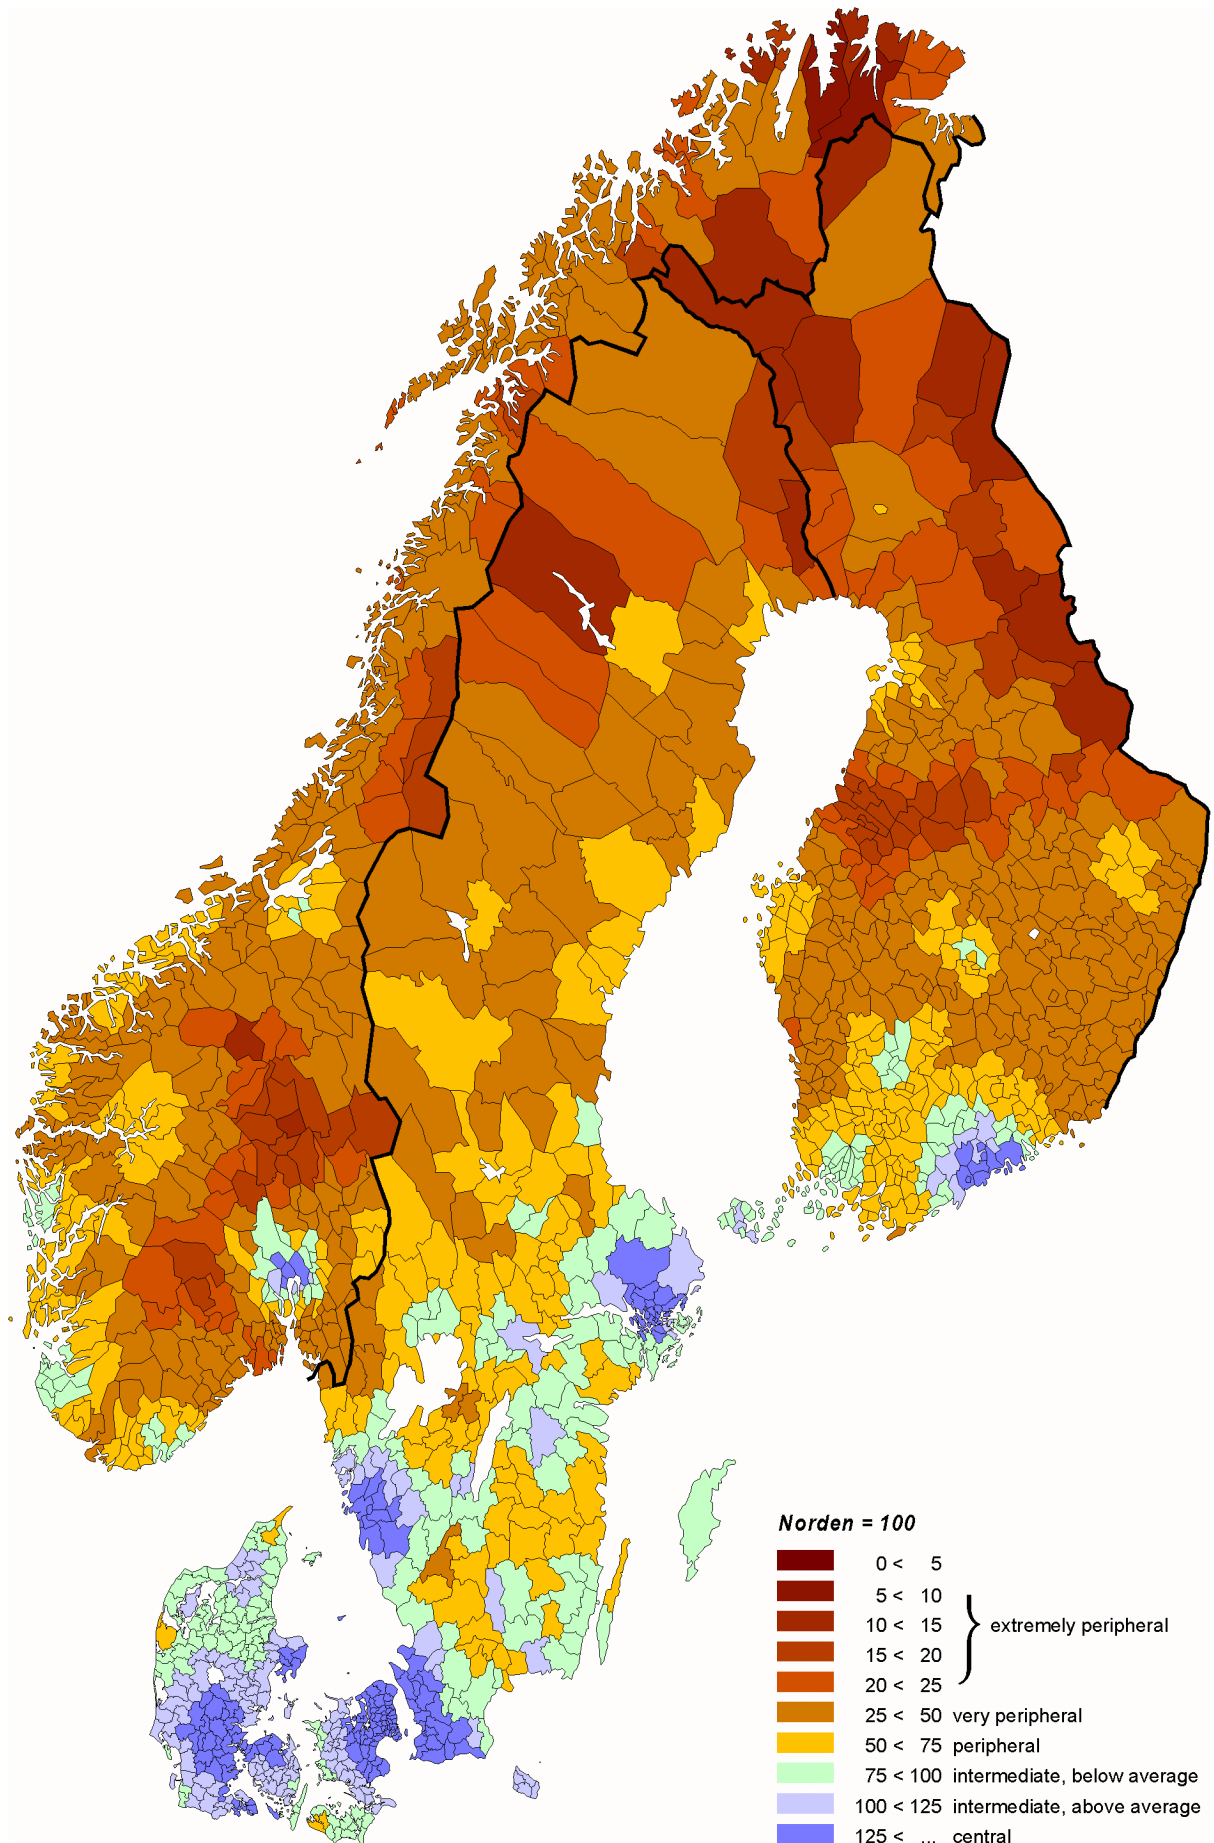 Norden = 100
0 < 5
5 < 10
10 < 15
extremely peripheral
15 < 20
20 < 25
25 < 50 very peripheral
50 < 75 peripheral
75 < 100 intermediate, below average
100 < 125 intermediate, above average
125 < ... central